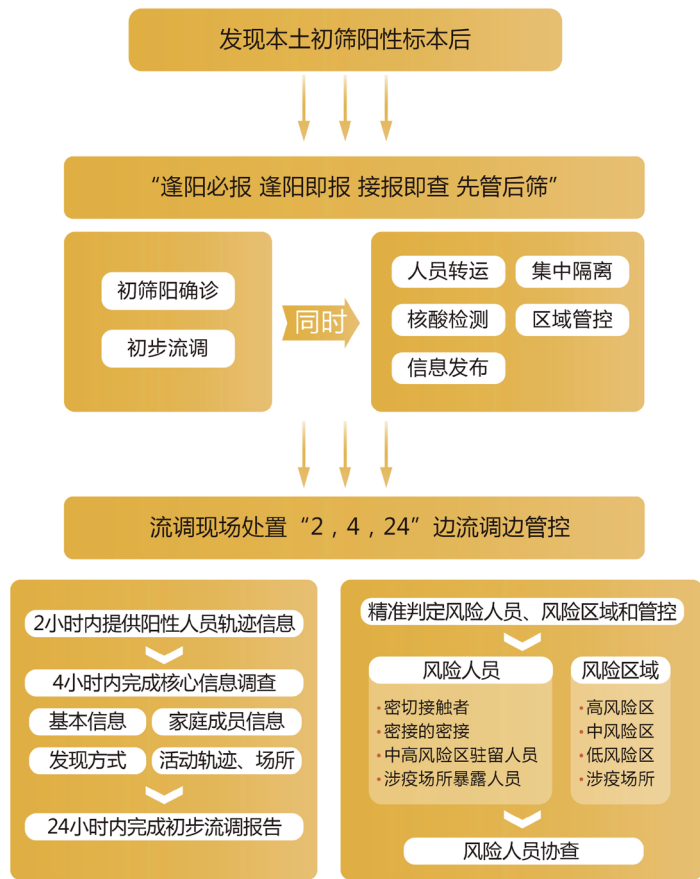 发现本土初筛阳性标本后
“逢阳必报 逢阳即报 接报即查 先管后筛”
初筛阳确诊
初步流调
同时
人员转运
集中隔离
核酸检测
区域管控
信息发布
流调现场处置“2，4，24”边流调边管控
2小时内提供阳性人员轨迹信息
4小时内完成核心信息调查
基本信息
家庭成员信息
发现方式
活动轨迹、场所
24小时内完成初步流调报告
精准判定风险人员、风险区域和管控
风险人员
•密切接触者
•密接的密接
•中高风险区驻留人员
•涉疫场所暴露人员
风险区域
•高风险区
•中风险区
•低风险区
•涉疫场所
风险人员协查